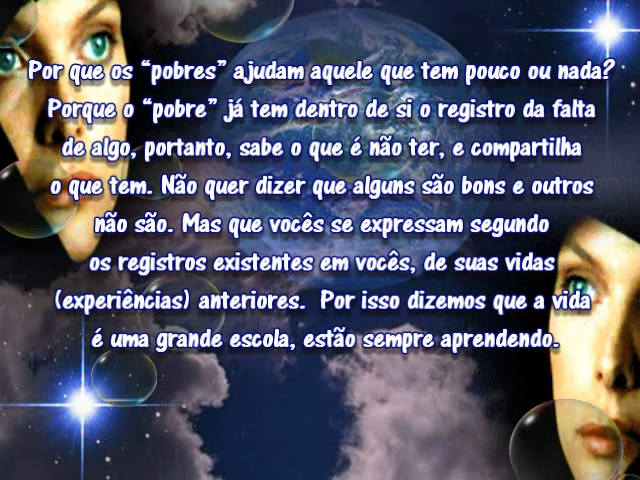 Por que os “pobres” ajudam aquele que tem pouco ou nada?
Porque o “pobre” já tem dentro de si o registro da falta
de algo, portanto, sabe o que é não ter, e compartilha
o que tem. Não quer dizer que alguns são bons e outros
não são. Mas que vocês se expressam segundo
os registros existentes em vocês, de suas vidas
(experiências) anteriores. Por isso dizemos que a vida
é uma grande escola, estão sempre aprendendo.